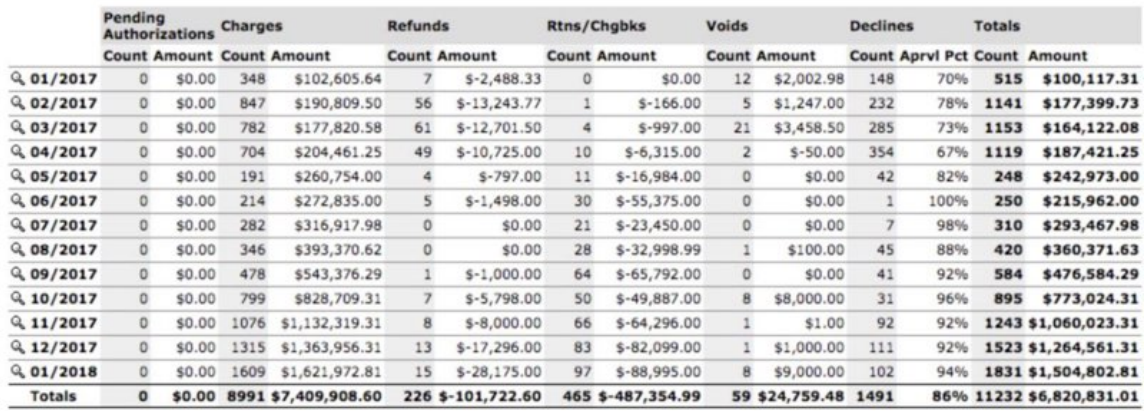 Pending Authorizations Charges Refunds Rtns/Chgbks Voids Declines Totals
Count Amount Count Amount Count Amount Count Amount Count Amount Count Aprvl Pct Count Amount
01/2017 0 $0.00 348 $102,605.64 7 $-2,488.33 0 $0.00 12 $2,002.98 148 70% 515 $100,117.31
02/2017 0 $0.00 847 $190,809.50 56 $-13,243.77 1 $-166.00 5 $1,247.00 232 78% 1141 $177,399.73
03/2017 0 $0.00 782 $177,820.58 61 $-12,701.50 4 $-997.00 21 $3,458.50 285 73% 1153 $164,122.08
04/2017 0 $0.00 704 $204,461.25 49 $-10,725.00 10 $-6,315.00 2 $-50.00 354 67% 1119 $187,421.25
05/2017 0 $0.00 191 $260,754.00 4 $-797.00 11 $-16,984.00 0 $0.00 42 82% 248 $242,973.00
06/2017 0 $0.00 214 $272,835.00 5 $-1,498.00 30 $-55,375.00 0 $0.00 1 100% 250 $215,962.00
07/2017 0 $0.00 282 $316,917.98 0 $0.00 21 $-23,450.00 0 $0.00 7 98% 310 $293,467.98
08/2017 0 $0.00 346 $393,370.62 0 $0.00 28 $-32,998.99 1 $100.00 45 88% 420 $360,371.63
09/2017 0 $0.00 478 $543,376.29 1 $-1,000.00 64 $-65,792.00 0 $0.00 41 92% 584 $476,584.29
10/2017 0 $0.00 799 $828,709.31 7 $-5,798.00 50 $-49,887.00 8 $8,000.00 31 96% 895 $773,024.31
11/2017 0 $0.00 1076 $1,132,319.31 8 $-8,000.00 66 $-64,296.00 1 $1.00 92 92% 1243 $1,060,023.31
12/2017 0 $0.00 1315 $1,363,956.31 13 $-17,296.00 83 $-82,099.00 1 $1,000.00 111 92% 1523 $1,264,561.31
01/2018 0 $0.00 1609 $1,621,972.81 15 $-28,175.00 97 $-88,995.00 8 $9,000.00 102 94% 1831 $1,504,802.81
Totals 0 $0.00 8991 $7,409,908.60 226 $-101,722.60 465 $-487,354.99 59 $24,759.48 1491 86% 11232 $6,820,831.01